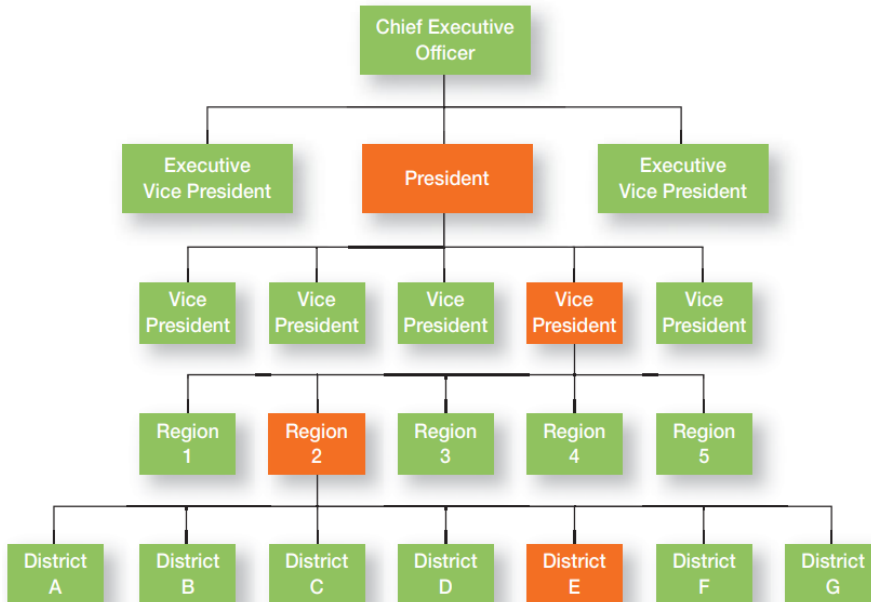 Chief Executive
Officer
Executive
Vice President
President
Executive
Vice President
Vice
President
Vice
President
Vice
President
Vice
President
Vice
President
Region
1
Region
2
Region
3
Region
4
Region
5
District
A
District
B
District
C
District
D
District
E
District
F
District
G